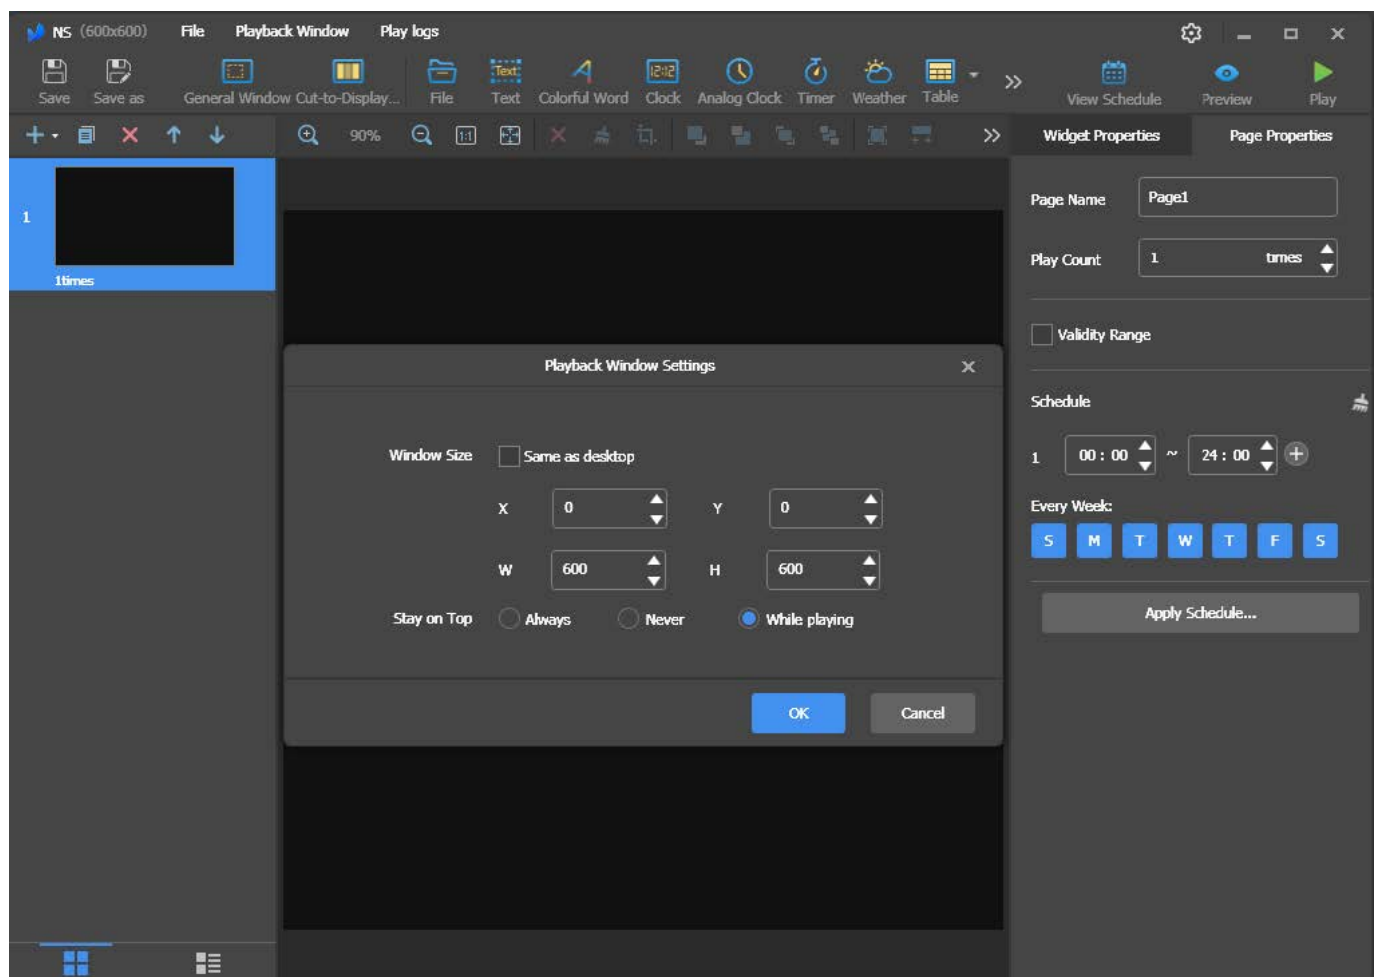 NS (600x600) File Playback Window Play logs
Save Save as General Window Cut-to-Display... File Text Colorful Word Clock Analog Clock Timer Weather Table View Schedule Preview Play
Text 12:12
90% 1:1 Widget Properties Page Properties
1
1times
Page Name Page1
Play Count 1 times
Validity Range
Schedule
1 00 : 00 ~ 24 : 00
Every Week:
S M T W T F S
Apply Schedule...
Playback Window Settings
Window Size Same as desktop
X 0 Y 0
W 600 H 600
Stay on Top Always Never While playing
OK Cancel